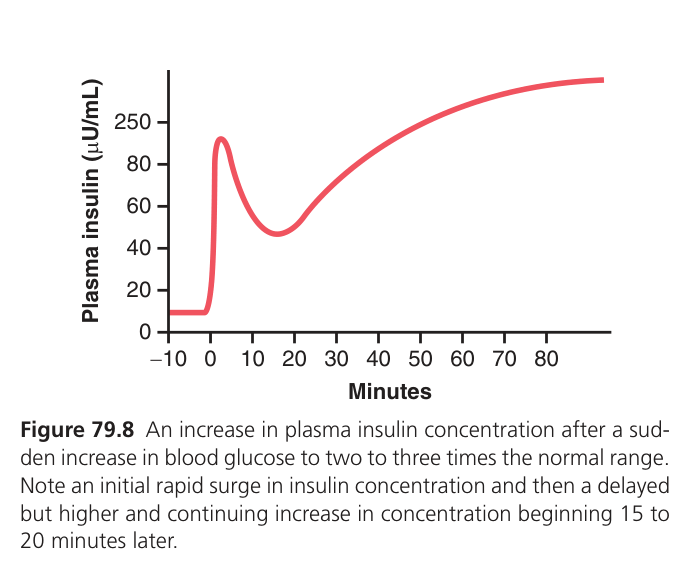 Plasma insulin (μU/mL)
250
80
60
40
20
0
–10 0 10 20 30 40 50 60 70 80
Minutes
Figure 79.8 An increase in plasma insulin concentration after a sud-
den increase in blood glucose to two to three times the normal range.
Note an initial rapid surge in insulin concentration and then a delayed
but higher and continuing increase in concentration beginning 15 to
20 minutes later.